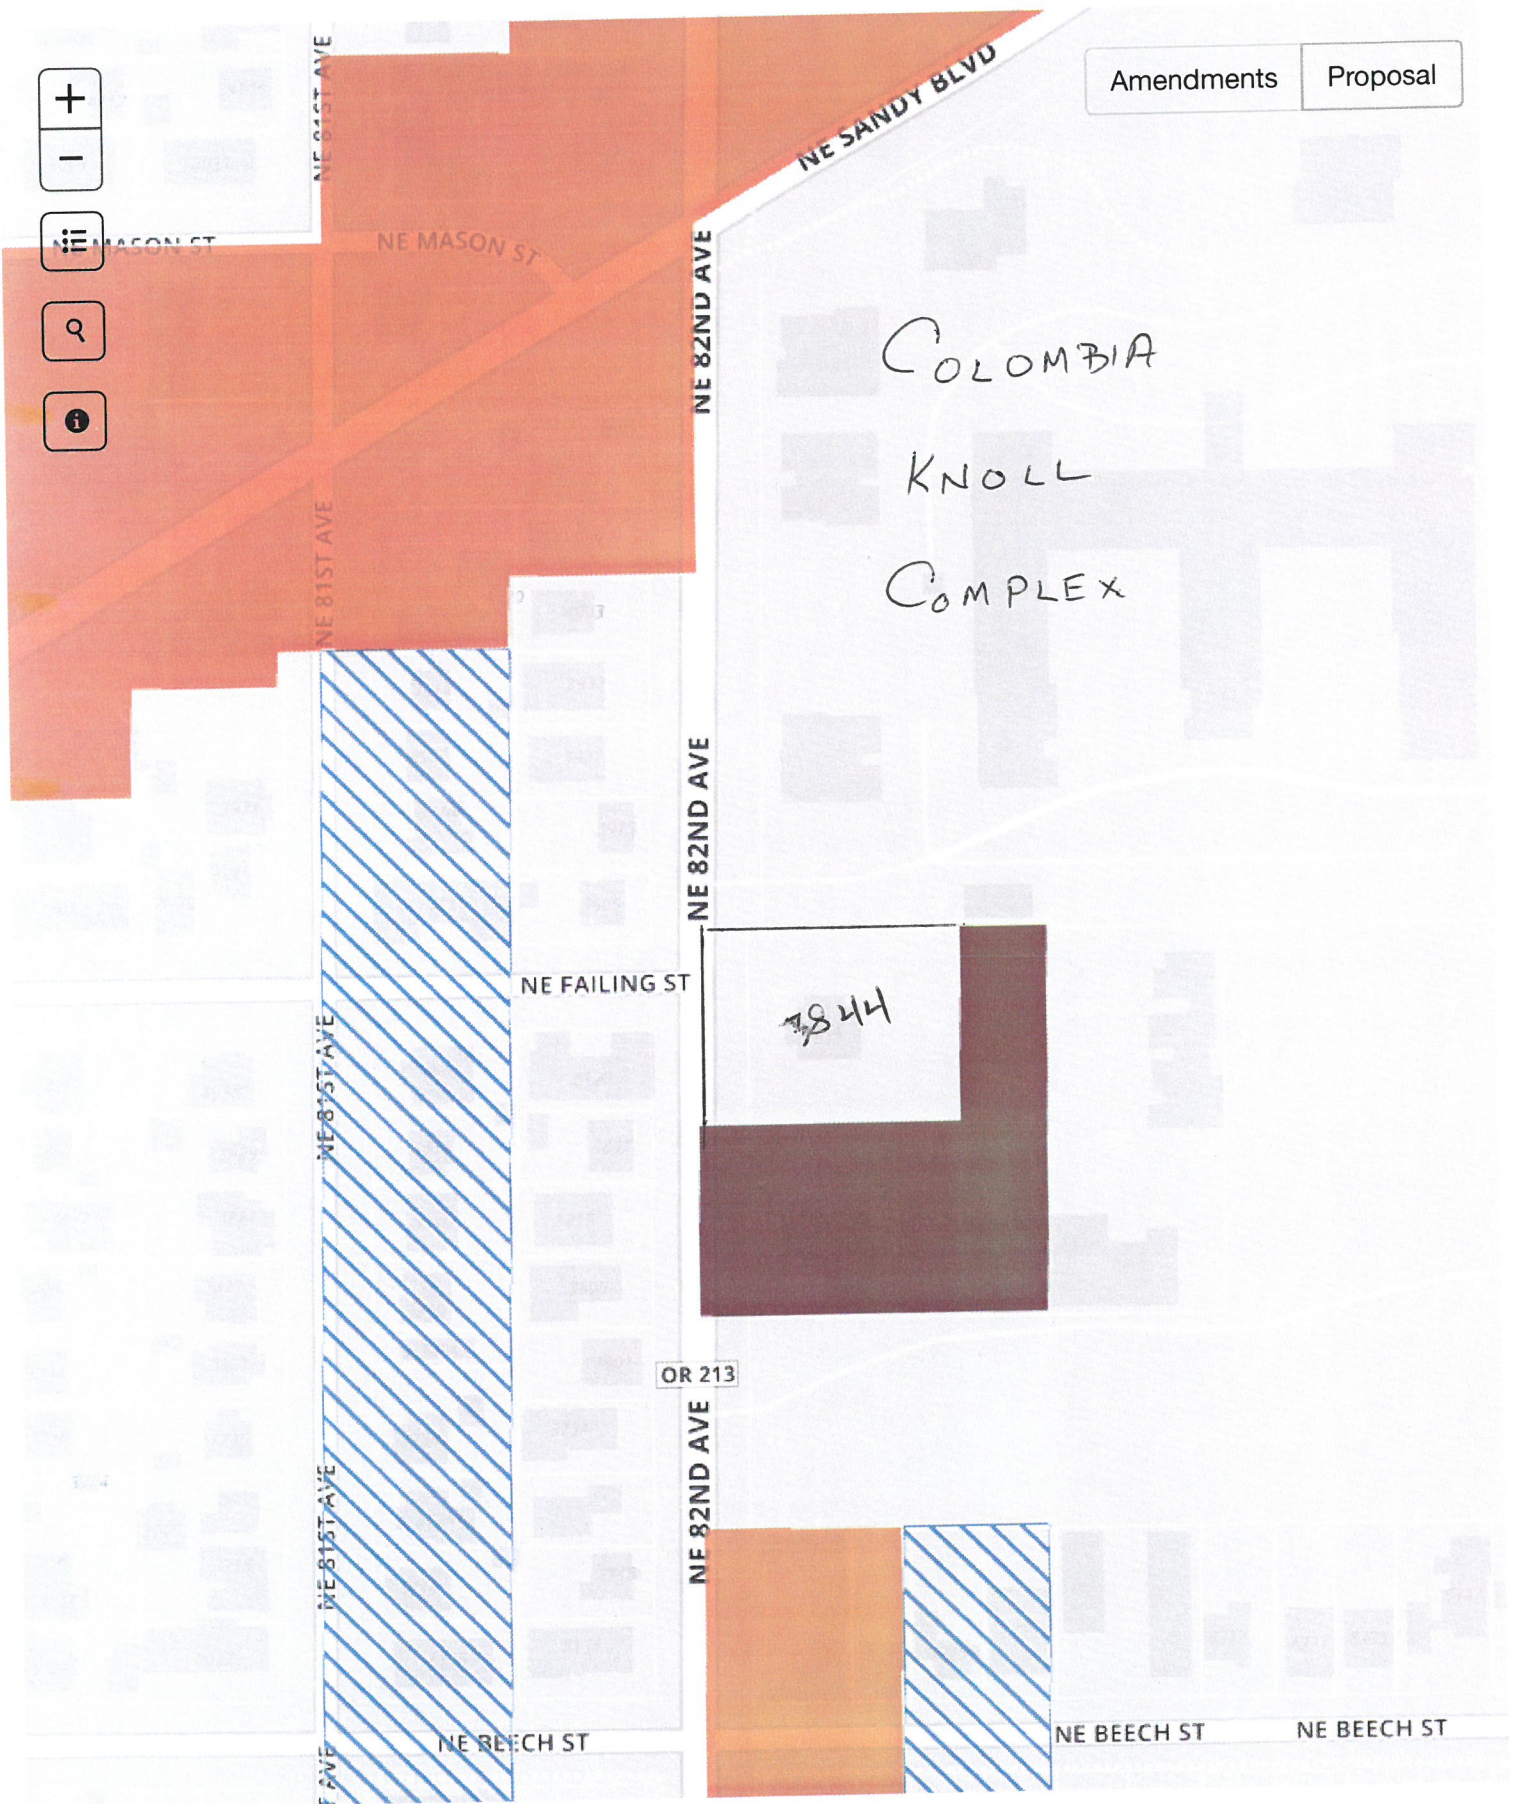 +
−
Amendments
Proposal
NE SANDY BLVD
NE 81ST AVE
NE MASON ST
NE MASON ST
NE 82ND AVE
COLOMBIA
KNOLL
COMPLEX
NE 81ST AVE
NE 82ND AVE
NE FAILING ST
3844
NE 81ST AVE
OR 213
NE 82ND AVE
NE 81ST AVE
NE BEECH ST
NE BEECH ST
NE BEECH ST
AVE